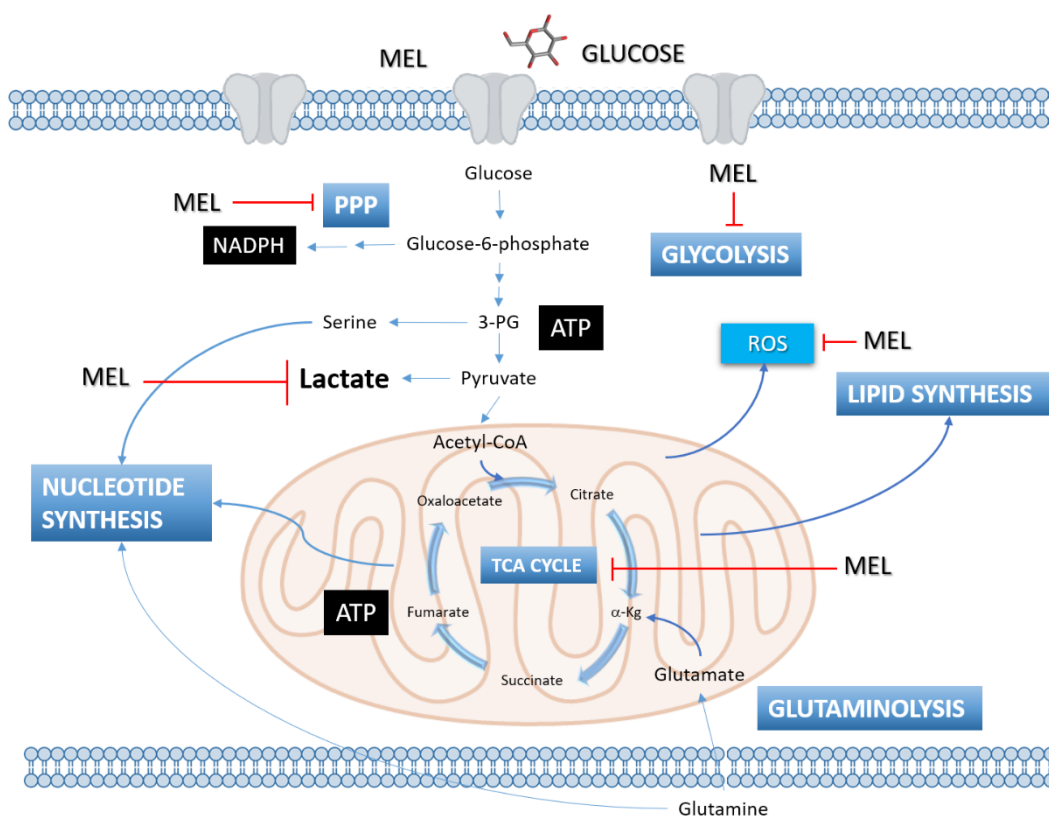 MEL
GLUCOSE
Glucose
MEL
MEL
PPP
NADPH
Glucose-6-phosphate
GLYCOLYSIS
Serine
3-PG
ATP
ROS
MEL
MEL
Lactate
Pyruvate
LIPID SYNTHESIS
Acetyl-CoA
NUCLEOTIDE
SYNTHESIS
Oxaloacetate
Citrate
TCA CYCLE
MEL
ATP
Fumarate
α-Kg
Succinate
Glutamate
GLUTAMINOLYSIS
Glutamine